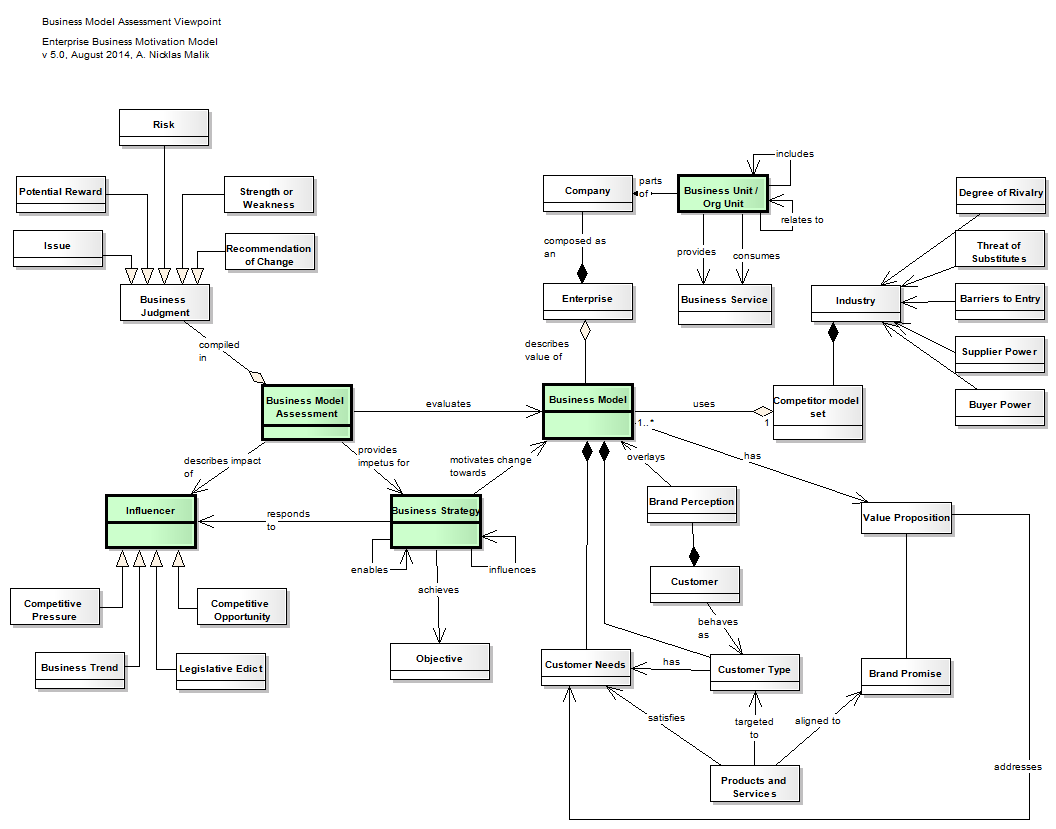 Business Model Assessment Viewpoint
Enterprise Business Motivation Model
v 5.0, August 2014, A. Nicklas Malik
Risk
Potential Reward
Strength or
Weakness
Issue
Recommendation
of Change
Business
Judgment
compiled
in
Business Model
Assessment
evaluates
describes impact
of
provides
impetus for
motivates change
towards
Influencer
responds
to
Business Strategy
enables
influences
achieves
Objective
Competitive
Pressure
Competitive
Opportunity
Business Trend
Legislative Edict
Company
parts
of
Business Unit /
Org Unit
includes
relates to
composed as
an
provides
consumes
Enterprise
Business Service
describes
value of
Business Model
uses
1..*
1
Competitor model
set
Industry
Degree of Rivalry
Threat of
Substitutes
Barriers to Entry
Supplier Power
Buyer Power
overlays
has
Brand Perception
Value Proposition
Customer
behaves
as
Customer Needs
has
Customer Type
Brand Promise
satisfies
targeted
to
aligned to
Products and
Services
addresses